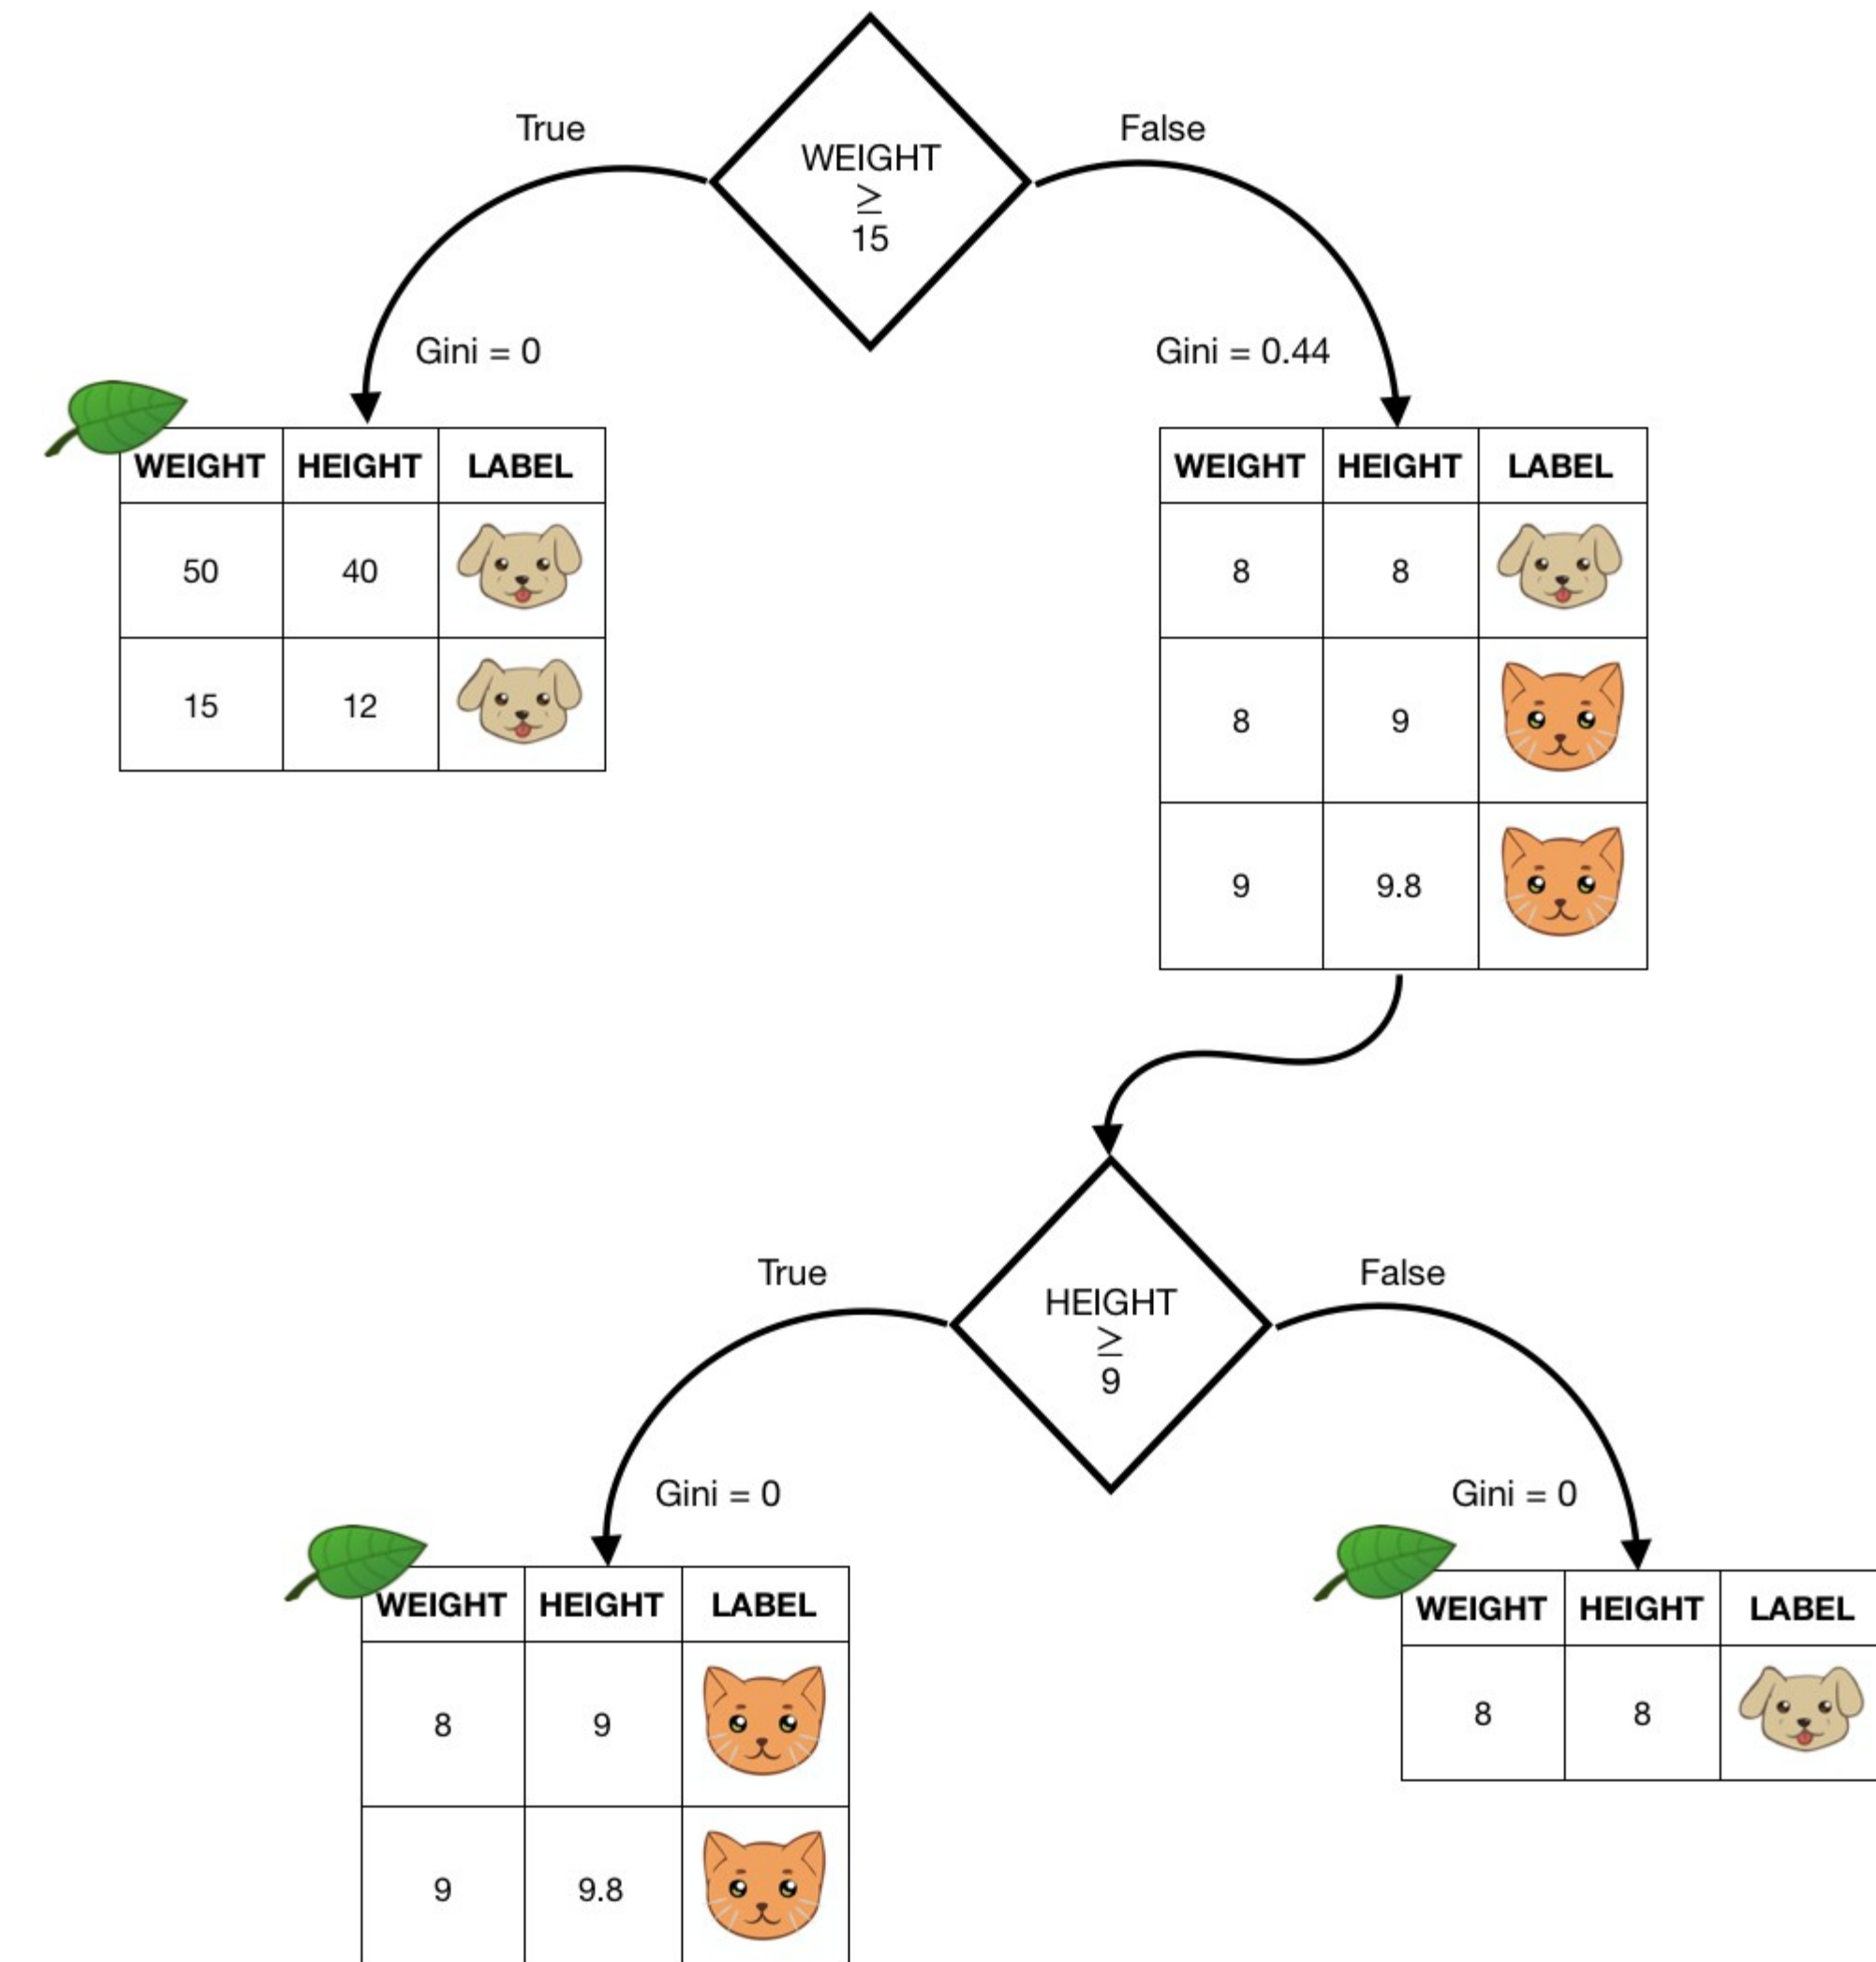 True
False
WEIGHT
≥
15
Gini = 0
Gini = 0.44
WEIGHT HEIGHT LABEL
50 40
15 12
WEIGHT HEIGHT LABEL
8 8
8 9
9 9.8
True
False
HEIGHT
≥
9
Gini = 0
Gini = 0
WEIGHT HEIGHT LABEL
8 9
9 9.8
WEIGHT HEIGHT LABEL
8 8